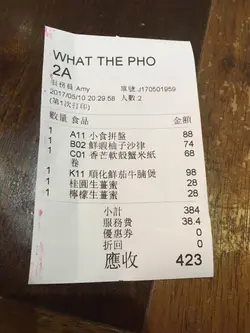 WHAT THE PHO
2A
服務員 Amy 單號 J170501959
2017/05/10 20:29:58 人數:2
(第1次打印)
數量 食品 金額
1 A11 小食拼盤 88
1 B02 鮮蝦柚子沙律 74
1 C01 香芒軟殼蟹米紙卷 68
1 K11 順化鮮茄牛腩煲 98
1 桂圓生薑蜜 28
1 檸檬生薑蜜 28
小計 384
服務費 38.4
優惠券 0
折回 0
應收 423